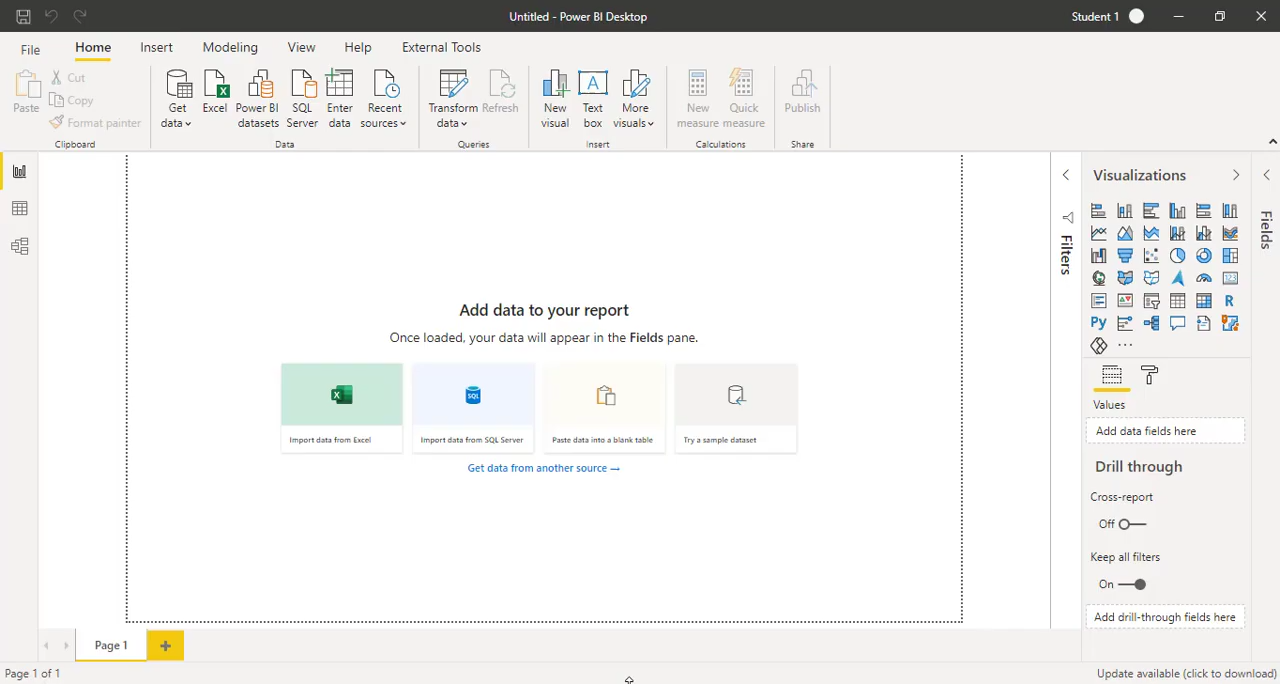 Untitled - Power BI Desktop
Student 1
File
Home
Insert
Modeling
View
Help
External Tools
Paste
Cut
Copy
Format painter
Clipboard
Get data
Excel
Power BI datasets
SQL Server
Enter data
Recent sources
Data
Transform data
Refresh
Queries
New visual
Text box
More visuals
Insert
New measure
Quick measure
Calculations
Publish
Share
Add data to your report
Once loaded, your data will appear in the Fields pane.
Import data from Excel
SQL
Import data from SQL Server
Paste data into a blank table
Try a sample dataset
Get data from another source →
Filters
Visualizations
123
R
Py
Values
Add data fields here
Drill through
Cross-report
Off
Keep all filters
On
Add drill-through fields here
Fields
Page 1
Page 1 of 1
Update available (click to download)